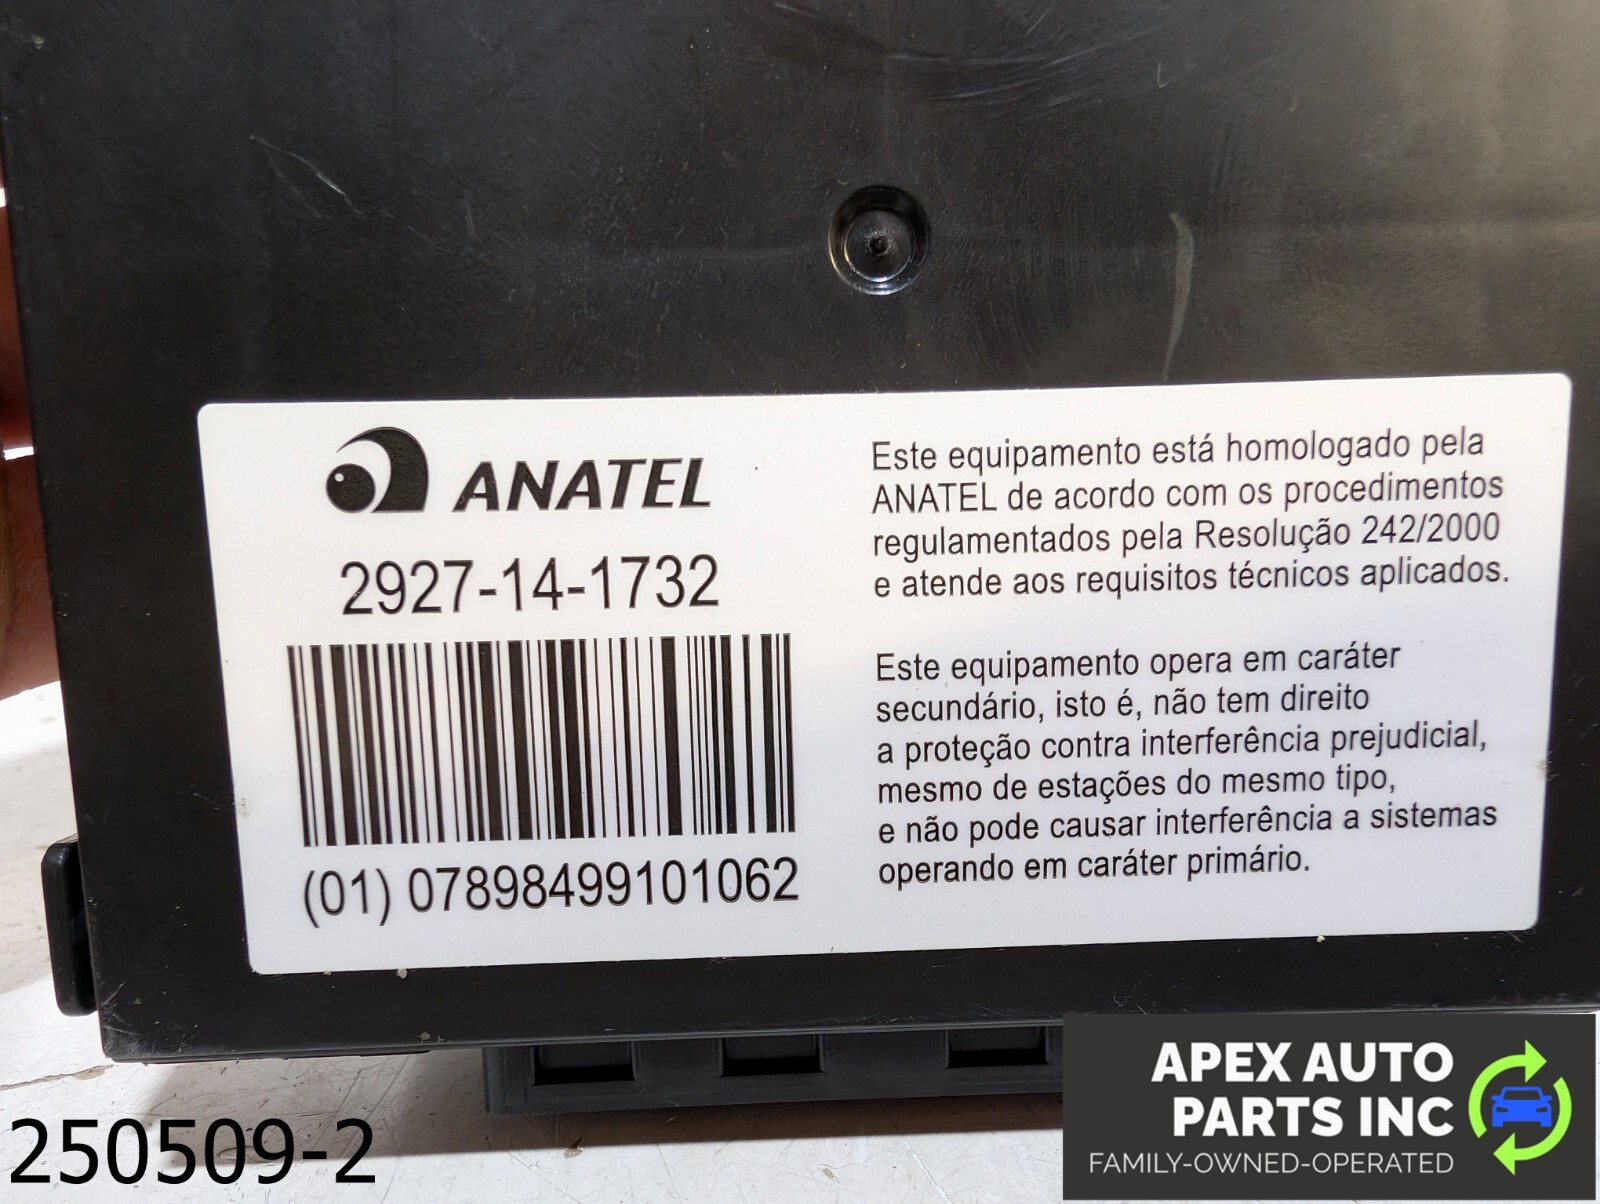 ANATEL
2927-14-1732
(01) 07898499101062
Este equipamento está homologado pela
ANATEL de acordo com os procedimentos
regulamentados pela Resolução 242/2000
e atende aos requisitos técnicos aplicados.
Este equipamento opera em caráter
secundário, isto é, não tem direito
a proteção contra interferência prejudicial,
mesmo de estações do mesmo tipo,
e não pode causar interferência a sistemas
operando em caráter primário.
250509-2
APEX AUTO
PARTS INC
FAMILY-OWNED-OPERATED